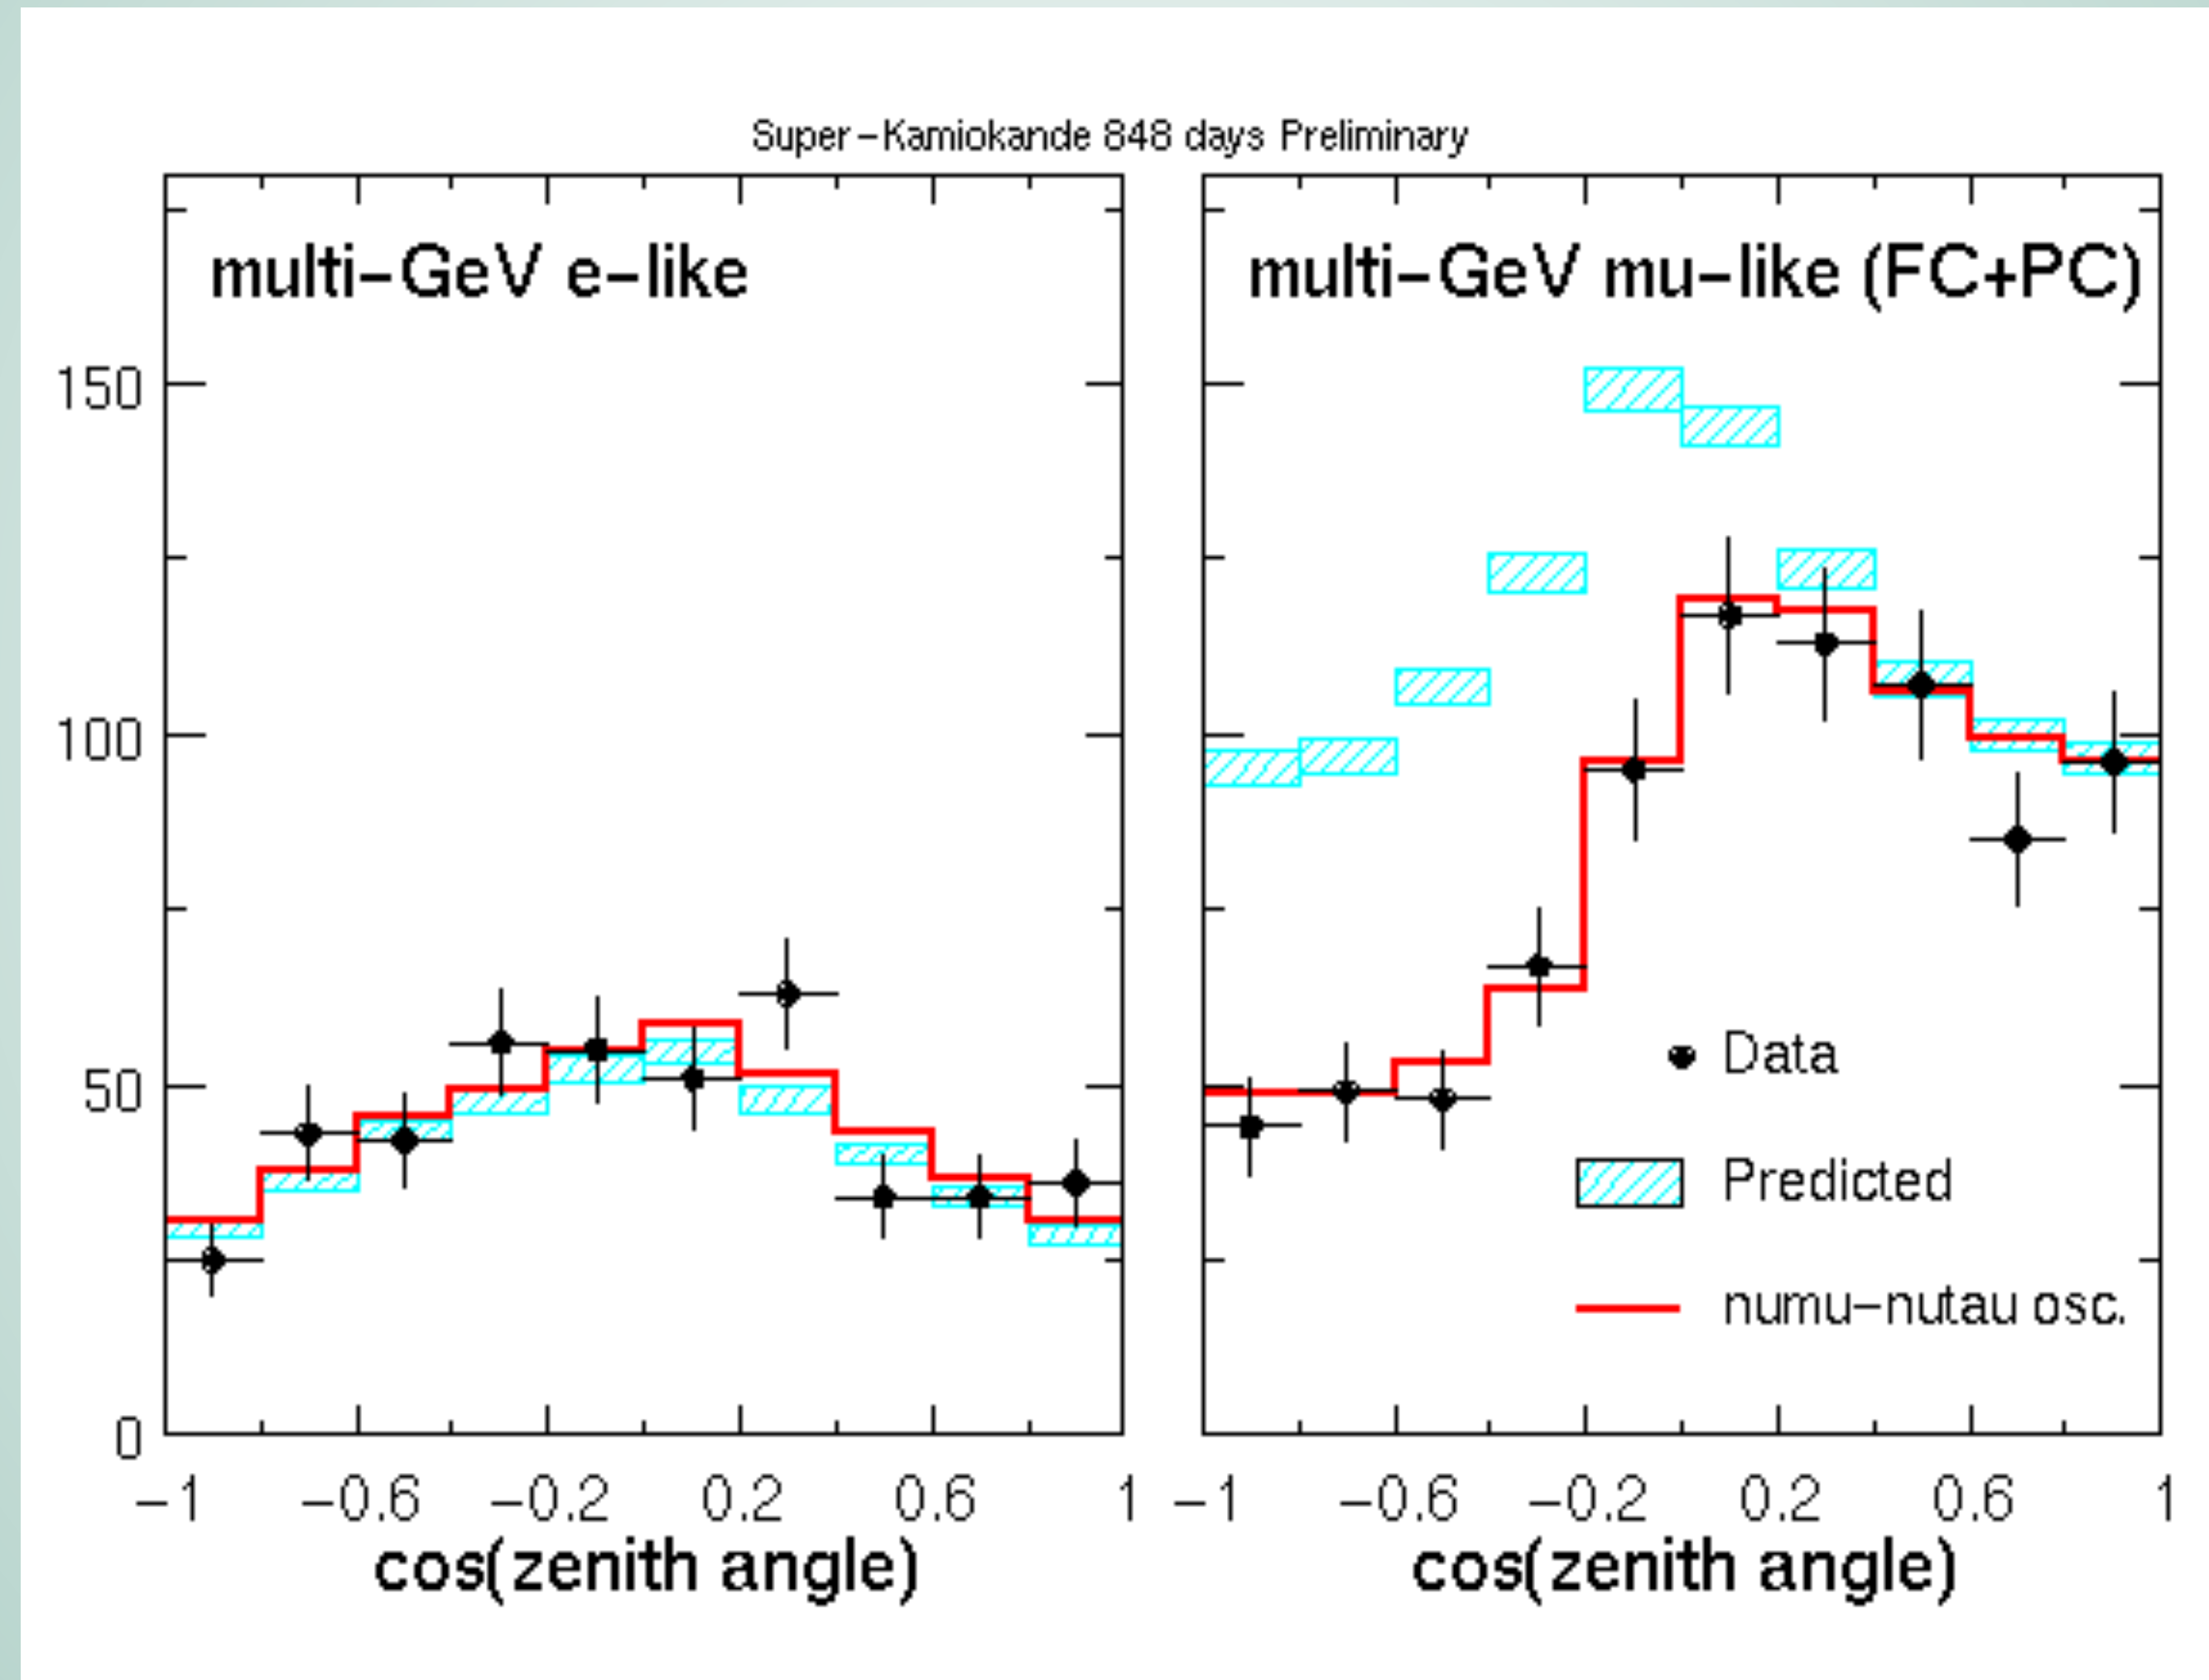 Super-Kamiokande 848 days Preliminary
multi-GeV e-like
150
100
50
0
-1 -0.6 -0.2 0.2 0.6 1
cos(zenith angle)
multi-GeV mu-like (FC+PC)
Data
Predicted
numu-nutau osc.
-1 -0.6 -0.2 0.2 0.6 1
cos(zenith angle)